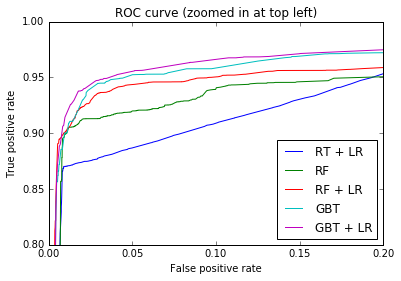 ROC curve (zoomed in at top left)
1.00
0.95
0.90
0.85
0.80
True positive rate
RT + LR
RF
RF + LR
GBT
GBT + LR
0.00
0.05
0.10
0.15
0.20
False positive rate